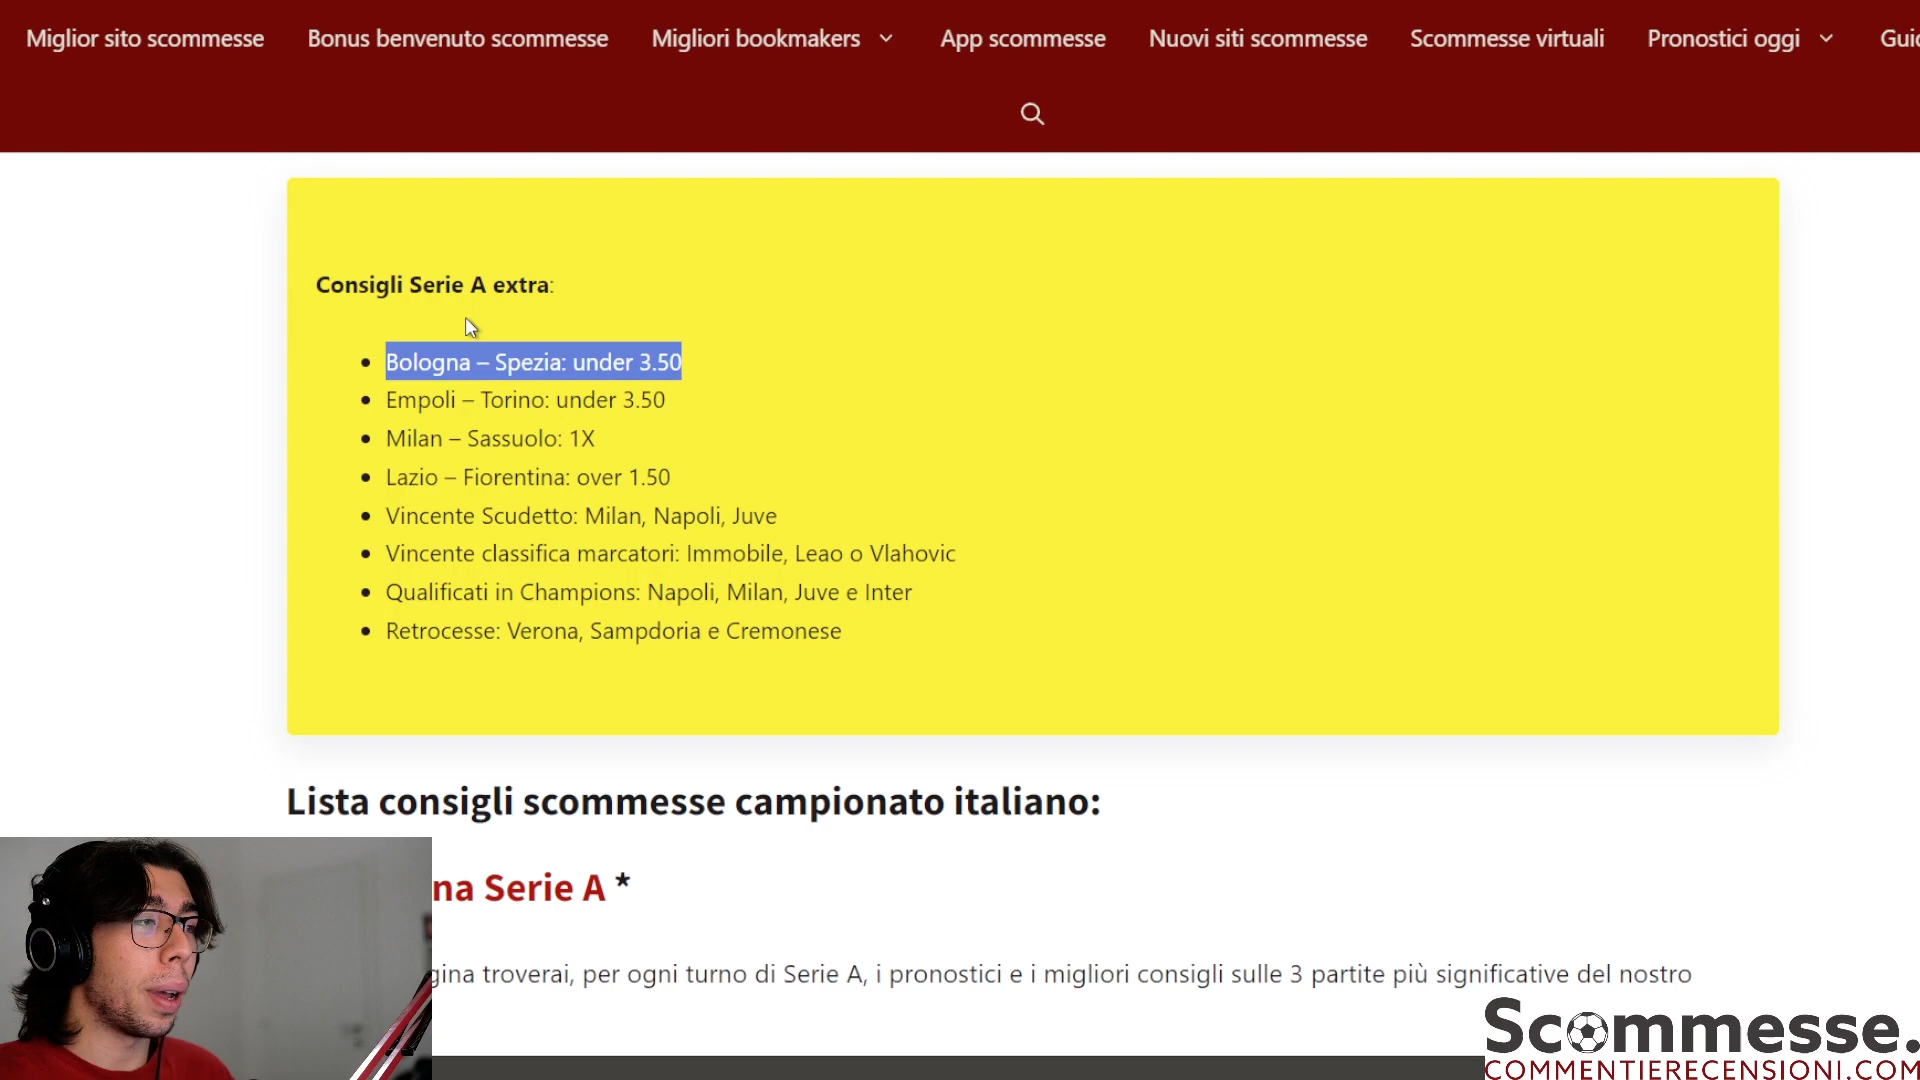 Miglior sito scommesse Bonus benvenuto scommesse Migliori bookmakers App scommesse Nuovi siti scommesse Scommesse virtuali Pronostici oggi
Consigli Serie A extra:
Bologna – Spezia: under 3.50
Empoli – Torino: under 3.50
Milan – Sassuolo: 1X
Lazio – Fiorentina: over 1.50
Vincente Scudetto: Milan, Napoli, Juve
Vincente classifica marcatori: Immobile, Leao o Vlahovic
Qualificati in Champions: Napoli, Milan, Juve e Inter
Retrocesse: Verona, Sampdoria e Cremonese
Lista consigli scommesse campionato italiano:
na Serie A *
gina troverai, per ogni turno di Serie A, i pronostici e i migliori consigli sulle 3 partite più significative del nostro
Scommesse.
COMMENTIERECENSIONI.COM